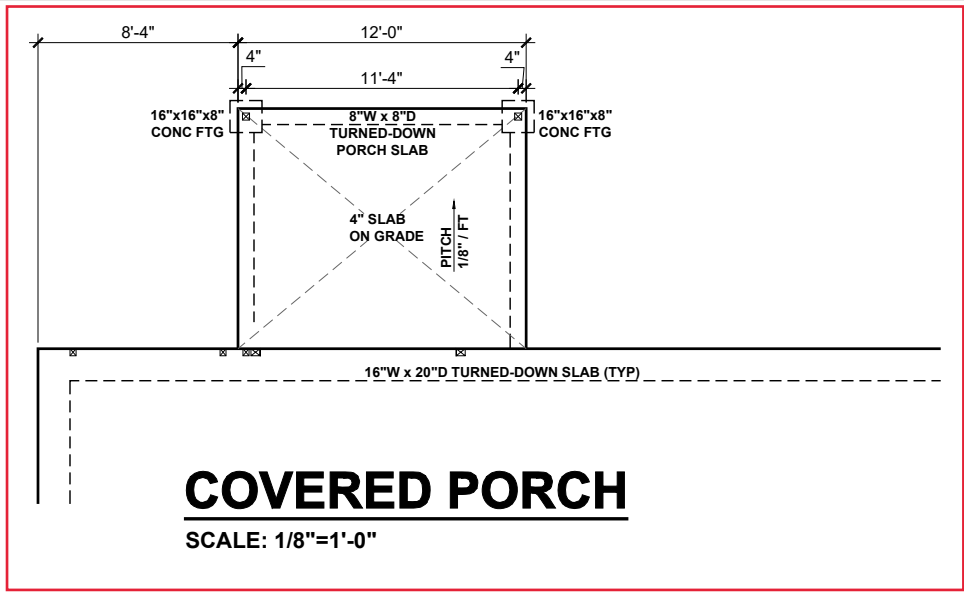 8'-4"
12'-0"
4"
4"
11'-4"
16"x16"x8"
CONC FTG
8"W x 8"D
TURNED-DOWN
PORCH SLAB
16"x16"x8"
CONC FTG
4" SLAB
ON GRADE
PITCH
1/8" / FT
16"W x 20"D TURNED-DOWN SLAB (TYP)
COVERED PORCH
SCALE: 1/8"=1'-0"